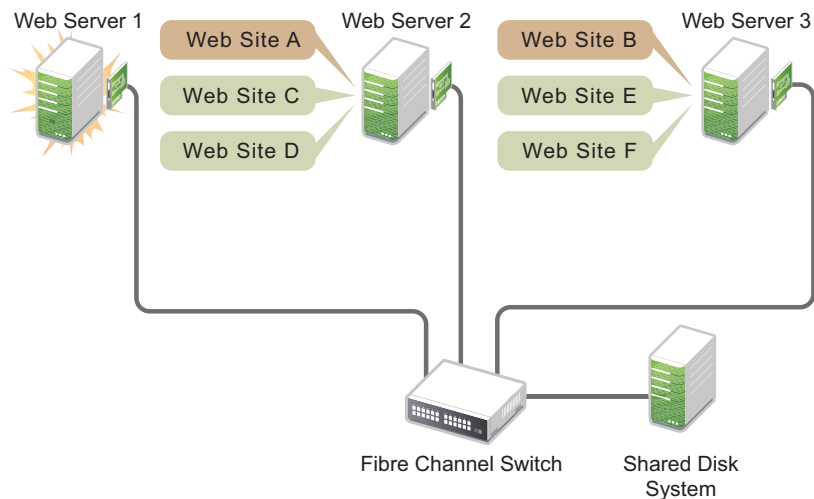 Web Server 1
Web Server 2
Web Server 3
Web Site A
Web Site B
Web Site C
Web Site E
Web Site D
Web Site F
Fibre Channel Switch
Shared Disk
System